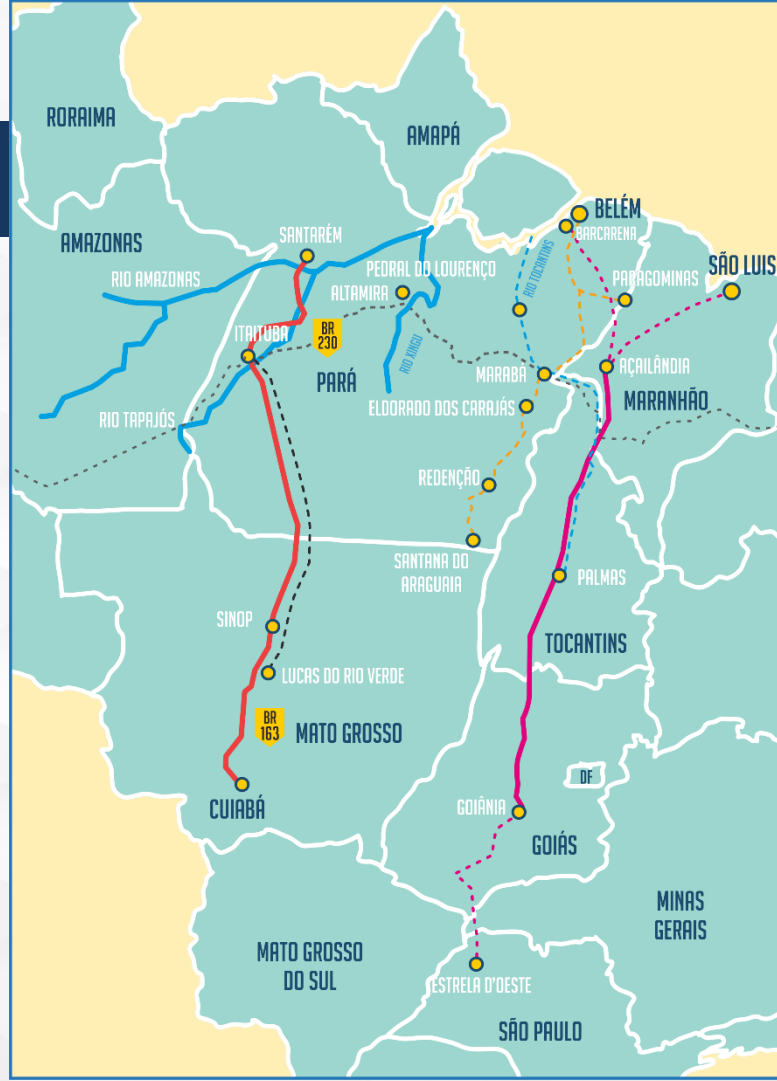 RORAIMA
AMAPÁ
BELÉM
BARCARENA
AMAZONAS
SANTARÉM
RIO AMAZONAS
PEDRAL DO LOURENÇO
ALTAMIRA
RIO TOCANTINS
PARAGOMINAS
SÃO LUIS
ITAITUBA
BR
230
RIO XINGU
PARÁ
MARABÁ
AÇAILÂNDIA
RIO TAPAJÓS
ELDORADO DOS CARAJÁS
MARANHÃO
REDENÇÃO
SANTANA DO
ARAGUAIA
PALMAS
SINOP
TOCANTINS
LUCAS DO RIO VERDE
BR
163
MATO GROSSO
DF
CUIABÁ
GOIÂNIA
GOIÁS
MINAS
GERAIS
MATO GROSSO
DO SUL
ESTRELA D'OESTE
SÃO PAULO